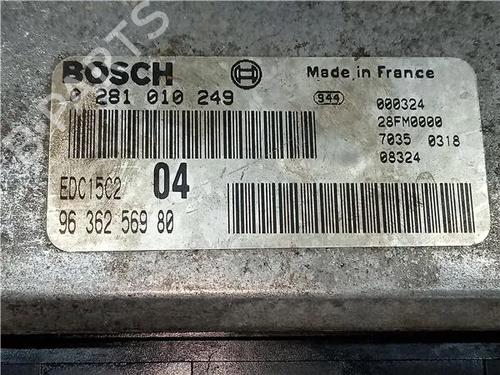 BOSCH
Made in France
0 281 010 249
944
000324
28FM0000
7035 0318
08324
EDC15C2 04
96 362 569 80